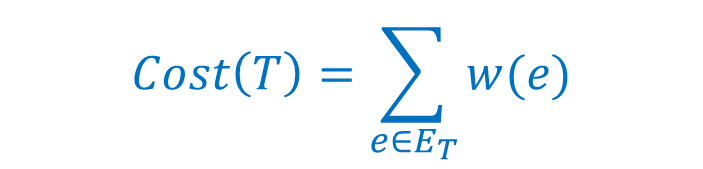 Cost(T) = ∑ w(e)
e∈E_T